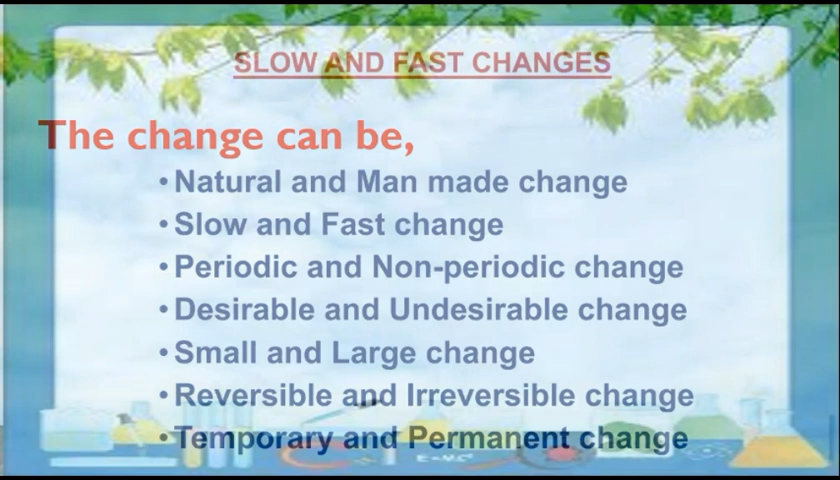 SLOW AND FAST CHANGES
The change can be,
• Natural and Man made change
• Slow and Fast change
• Periodic and Non-periodic change
• Desirable and Undesirable change
• Small and Large change
• Reversible and Irreversible change
• Temporary and Permanent change
E=MC²